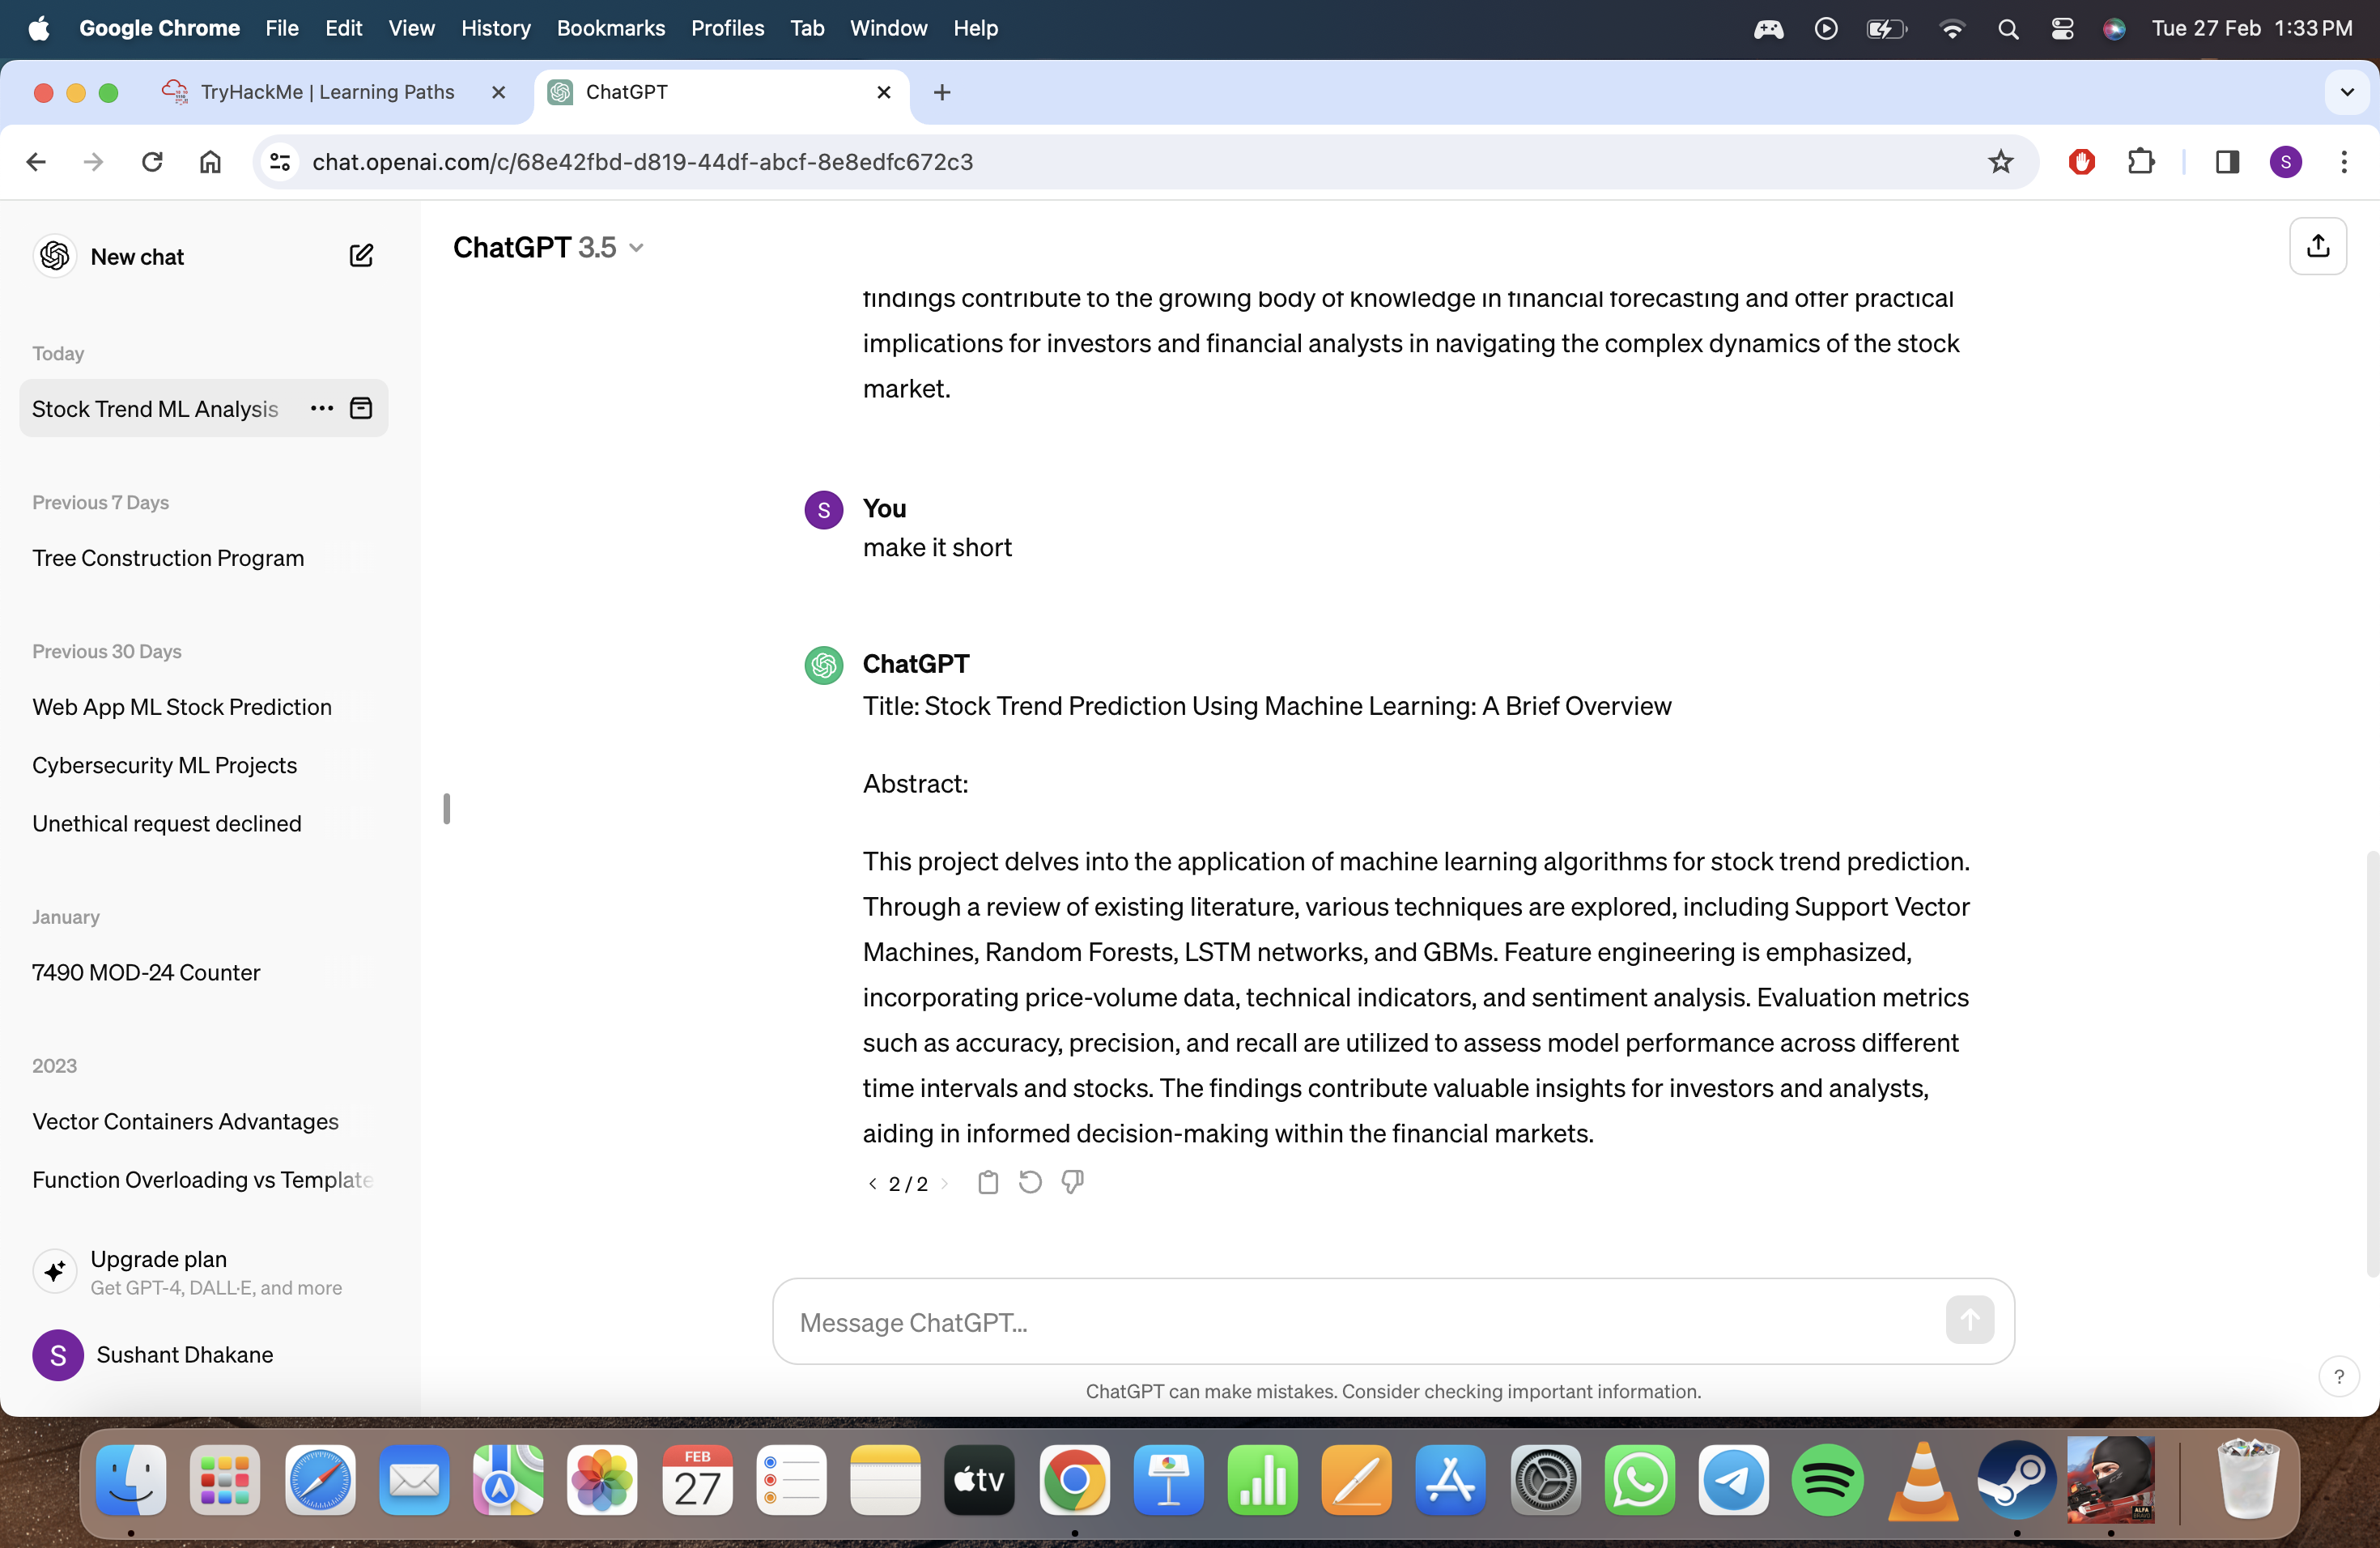 Google Chrome File Edit View History Bookmarks Profiles Tab Window Help Tue 27 Feb 1:33 PM
TryHackMe | Learning Paths ChatGPT
chat.openai.com/c/68e42fbd-d819-44df-abcf-8e8edfc672c3 S
New chat
Today
Stock Trend ML Analysis
Previous 7 Days
Tree Construction Program
Previous 30 Days
Web App ML Stock Prediction
Cybersecurity ML Projects
Unethical request declined
January
7490 MOD-24 Counter
2023
Vector Containers Advantages
Function Overloading vs Template
Upgrade plan
Get GPT-4, DALL·E, and more
S Sushant Dhakane
ChatGPT 3.5
findings contribute to the growing body of knowledge in financial forecasting and offer practical
implications for investors and financial analysts in navigating the complex dynamics of the stock
market.
S You
make it short
ChatGPT
Title: Stock Trend Prediction Using Machine Learning: A Brief Overview
Abstract:
This project delves into the application of machine learning algorithms for stock trend prediction.
Through a review of existing literature, various techniques are explored, including Support Vector
Machines, Random Forests, LSTM networks, and GBMs. Feature engineering is emphasized,
incorporating price-volume data, technical indicators, and sentiment analysis. Evaluation metrics
such as accuracy, precision, and recall are utilized to assess model performance across different
time intervals and stocks. The findings contribute valuable insights for investors and analysts,
aiding in informed decision-making within the financial markets.
< 2 / 2 >
Message ChatGPT...
ChatGPT can make mistakes. Consider checking important information.
?
FEB
27
tv
ALFA
BRAVO